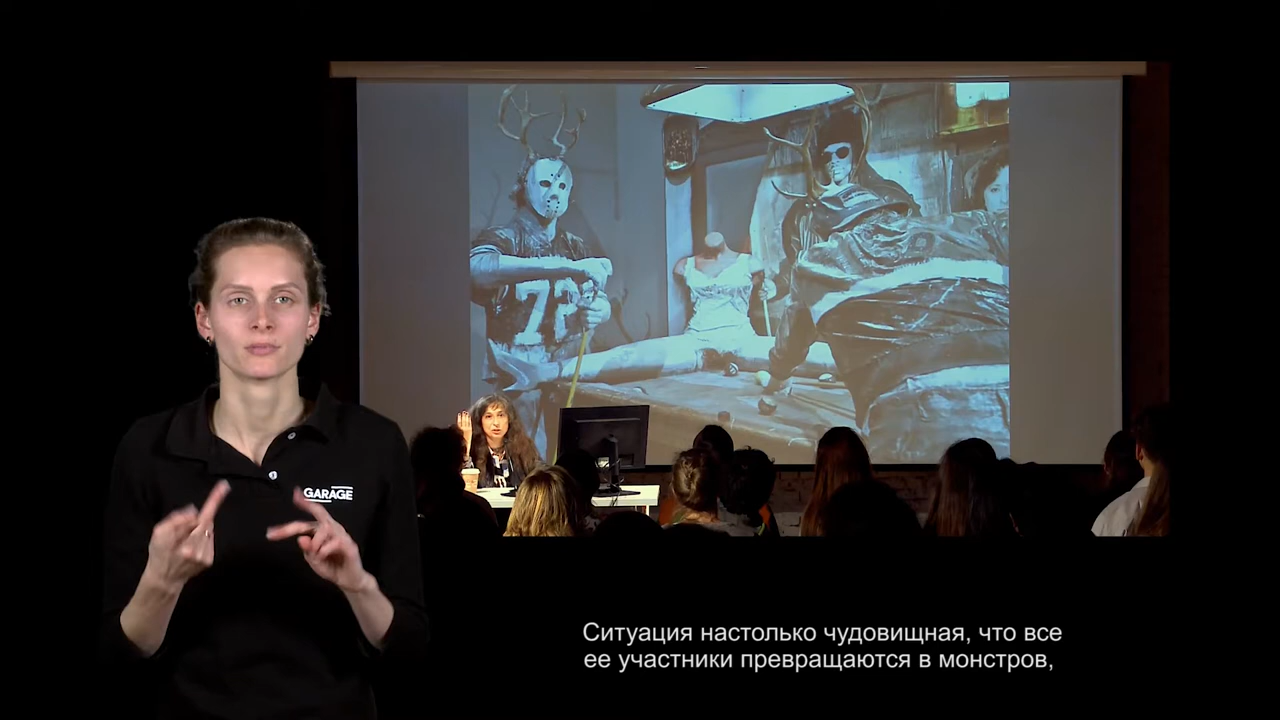 72
GARAGE
Ситуация настолько чудовищная, что все
ее участники превращаются в монстров,